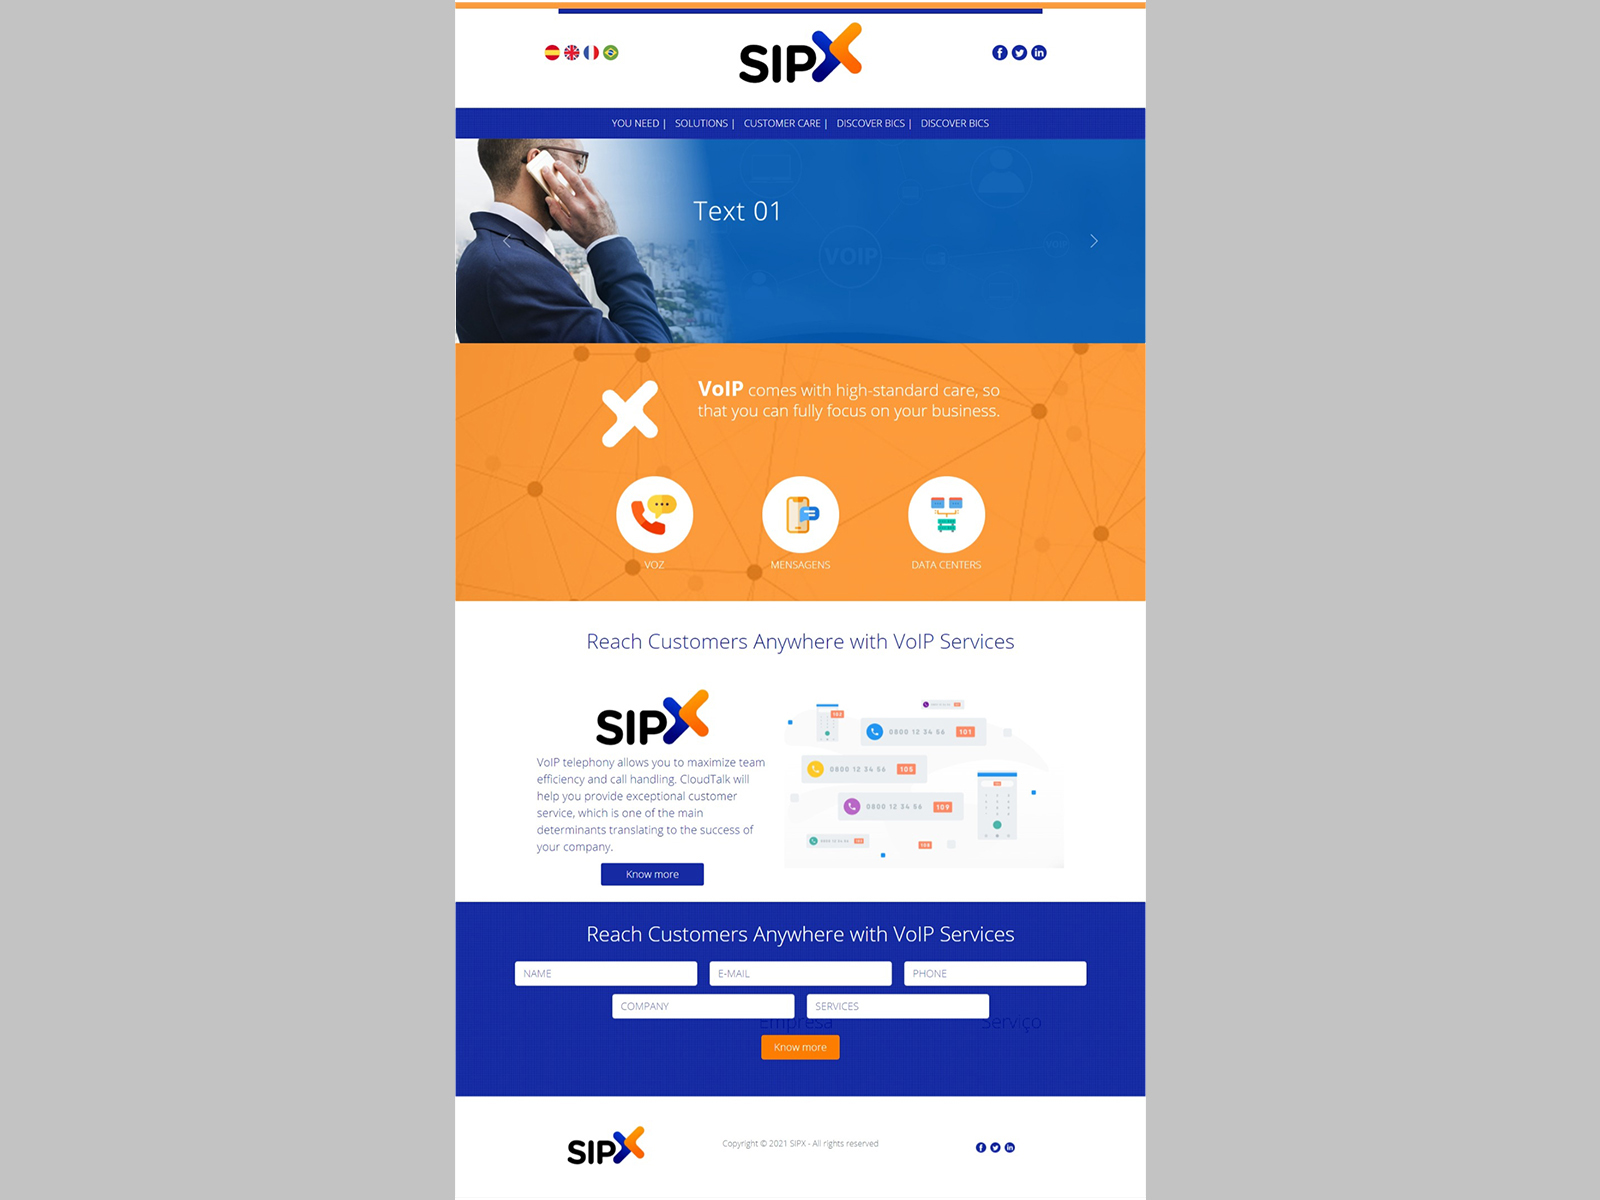 SIPX
YOU NEED | SOLUTIONS | CUSTOMER CARE | DISCOVER BICS | DISCOVER BICS
Text 01
VOIP
VOIP
VoIP comes with high-standard care, so
that you can fully focus on your business.
VOZ
MENSAGENS
DATA CENTERS
Reach Customers Anywhere with VoIP Services
SIPX
VoIP telephony allows you to maximize team
efficiency and call handling. CloudTalk will
help you provide exceptional customer
service, which is one of the main
determinants translating to the success of
your company.
Know more
102
0800 12 34 56 101
0800 12 34 56 105
0800 12 34 56 109
Reach Customers Anywhere with VoIP Services
NAME
E-MAIL
PHONE
COMPANY
SERVICES
Empresa
Serviço
Know more
SIPX
Copyright © 2021 SIPX - All rights reserved